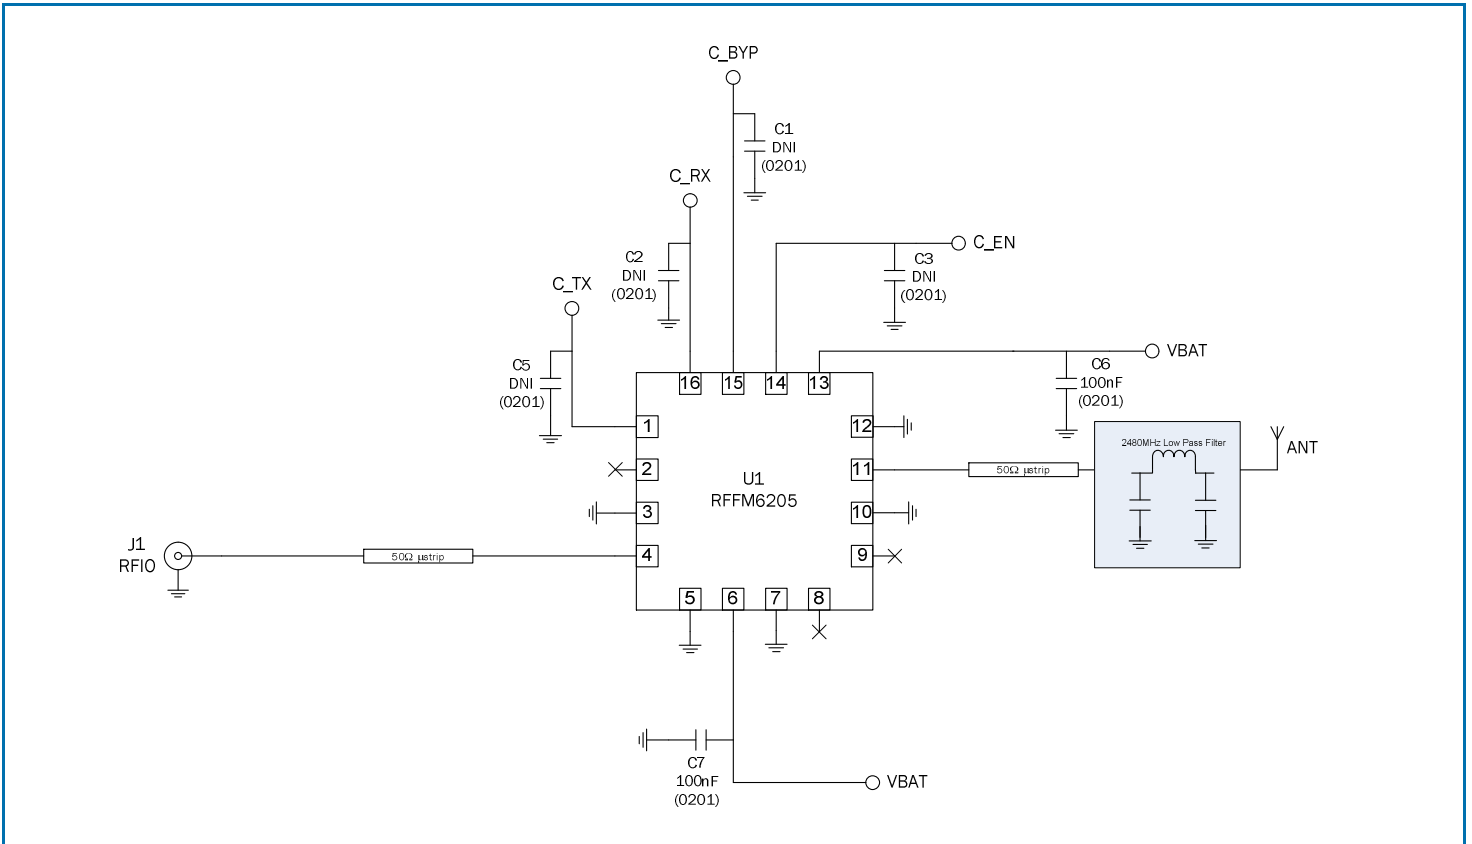 C_BYP
C1
DNI
(0201)
C_RX
C2
DNI
(0201)
C_EN
C3
DNI
(0201)
C_TX
C5
DNI
(0201)
VBAT
C6
100nF
(0201)
16
15
14
13
1
2
3
4
12
11
10
9
5
6
7
8
U1
RFFM6205
50Ω µstrip
2480MHz Low Pass Filter
ANT
J1
RFIO
50Ω µstrip
C7
100nF
(0201)
VBAT